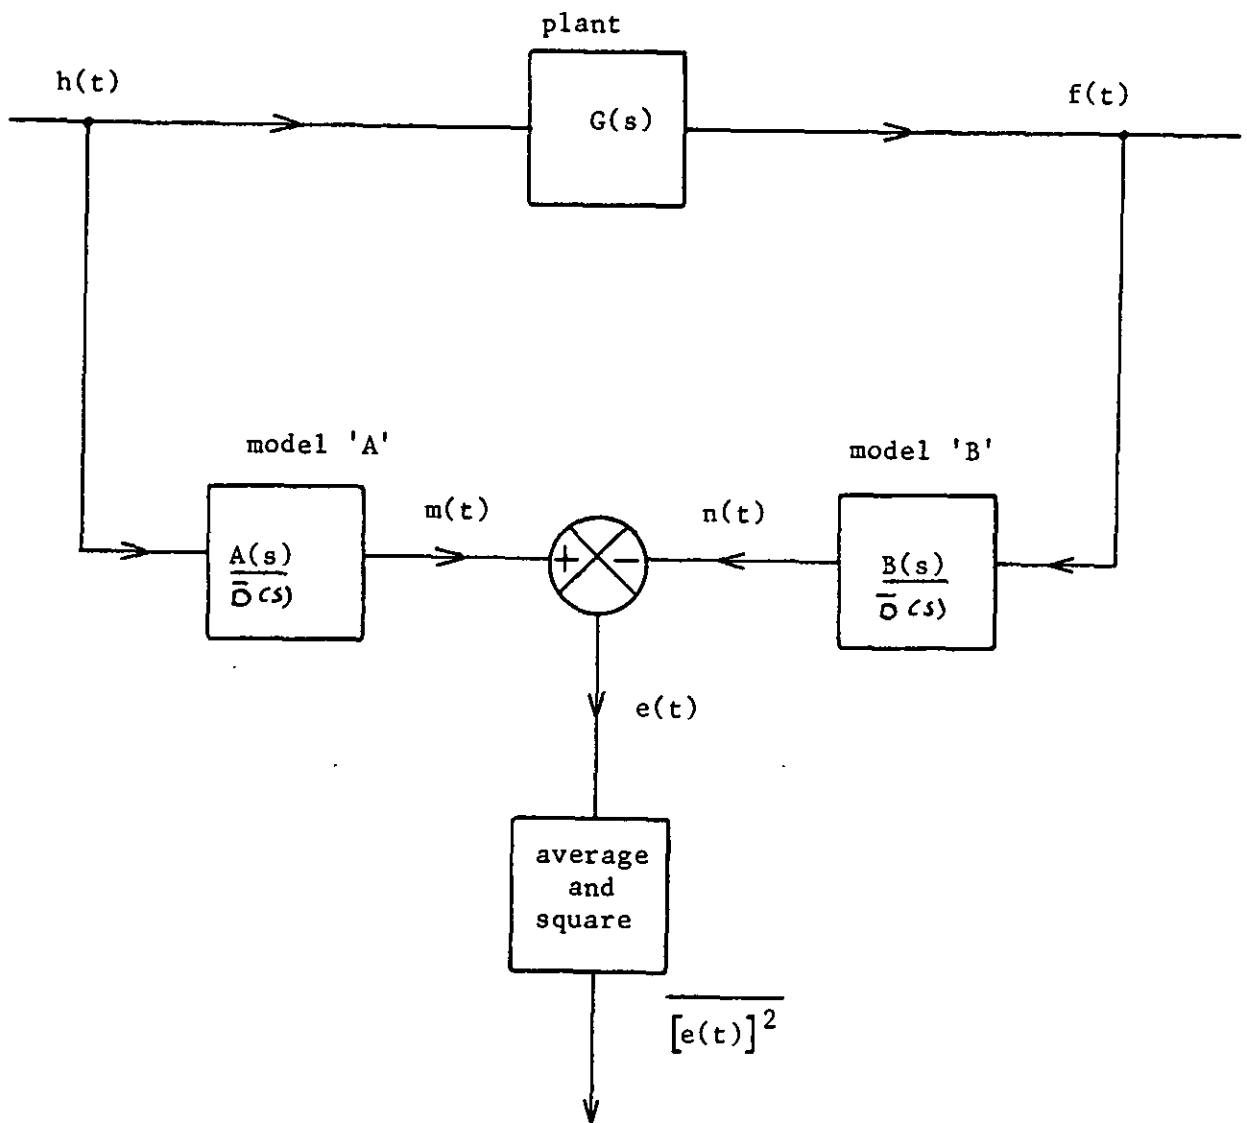 plant
h(t)
G(s)
f(t)
model 'A'
model 'B'
m(t)
n(t)
A(s)
D̄(s)
+
−
B(s)
D̄(s)
e(t)
average
and
square
[e(t)]²